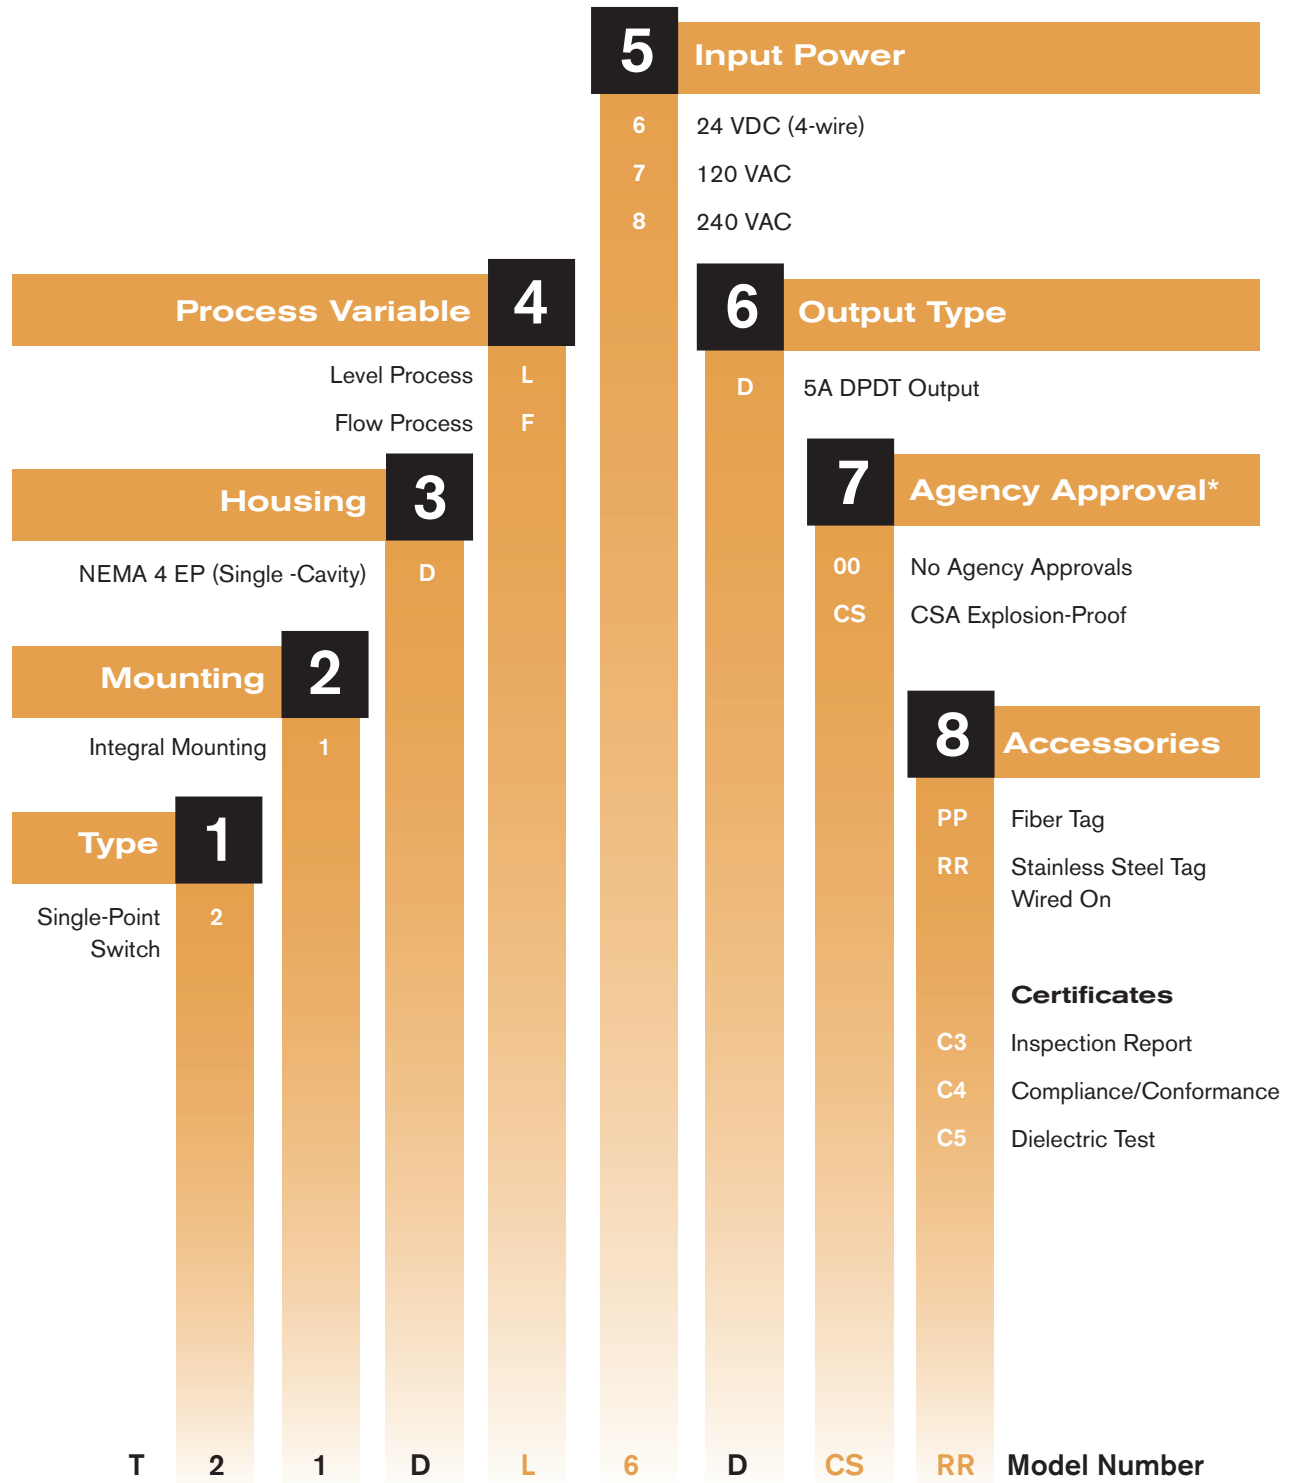 5 Input Power
6 24 VDC (4-wire)
7 120 VAC
8 240 VAC
Process Variable 4
Level Process L
Flow Process F
6 Output Type
D 5A DPDT Output
Housing 3
NEMA 4 EP (Single -Cavity) D
7 Agency Approval*
00 No Agency Approvals
CS CSA Explosion-Proof
Mounting 2
Integral Mounting 1
8 Accessories
PP Fiber Tag
RR Stainless Steel Tag
Wired On
Type 1
Single-Point 2
Switch
Certificates
C3 Inspection Report
C4 Compliance/Conformance
C5 Dielectric Test
T 2 1 D L 6 D CS RR Model Number